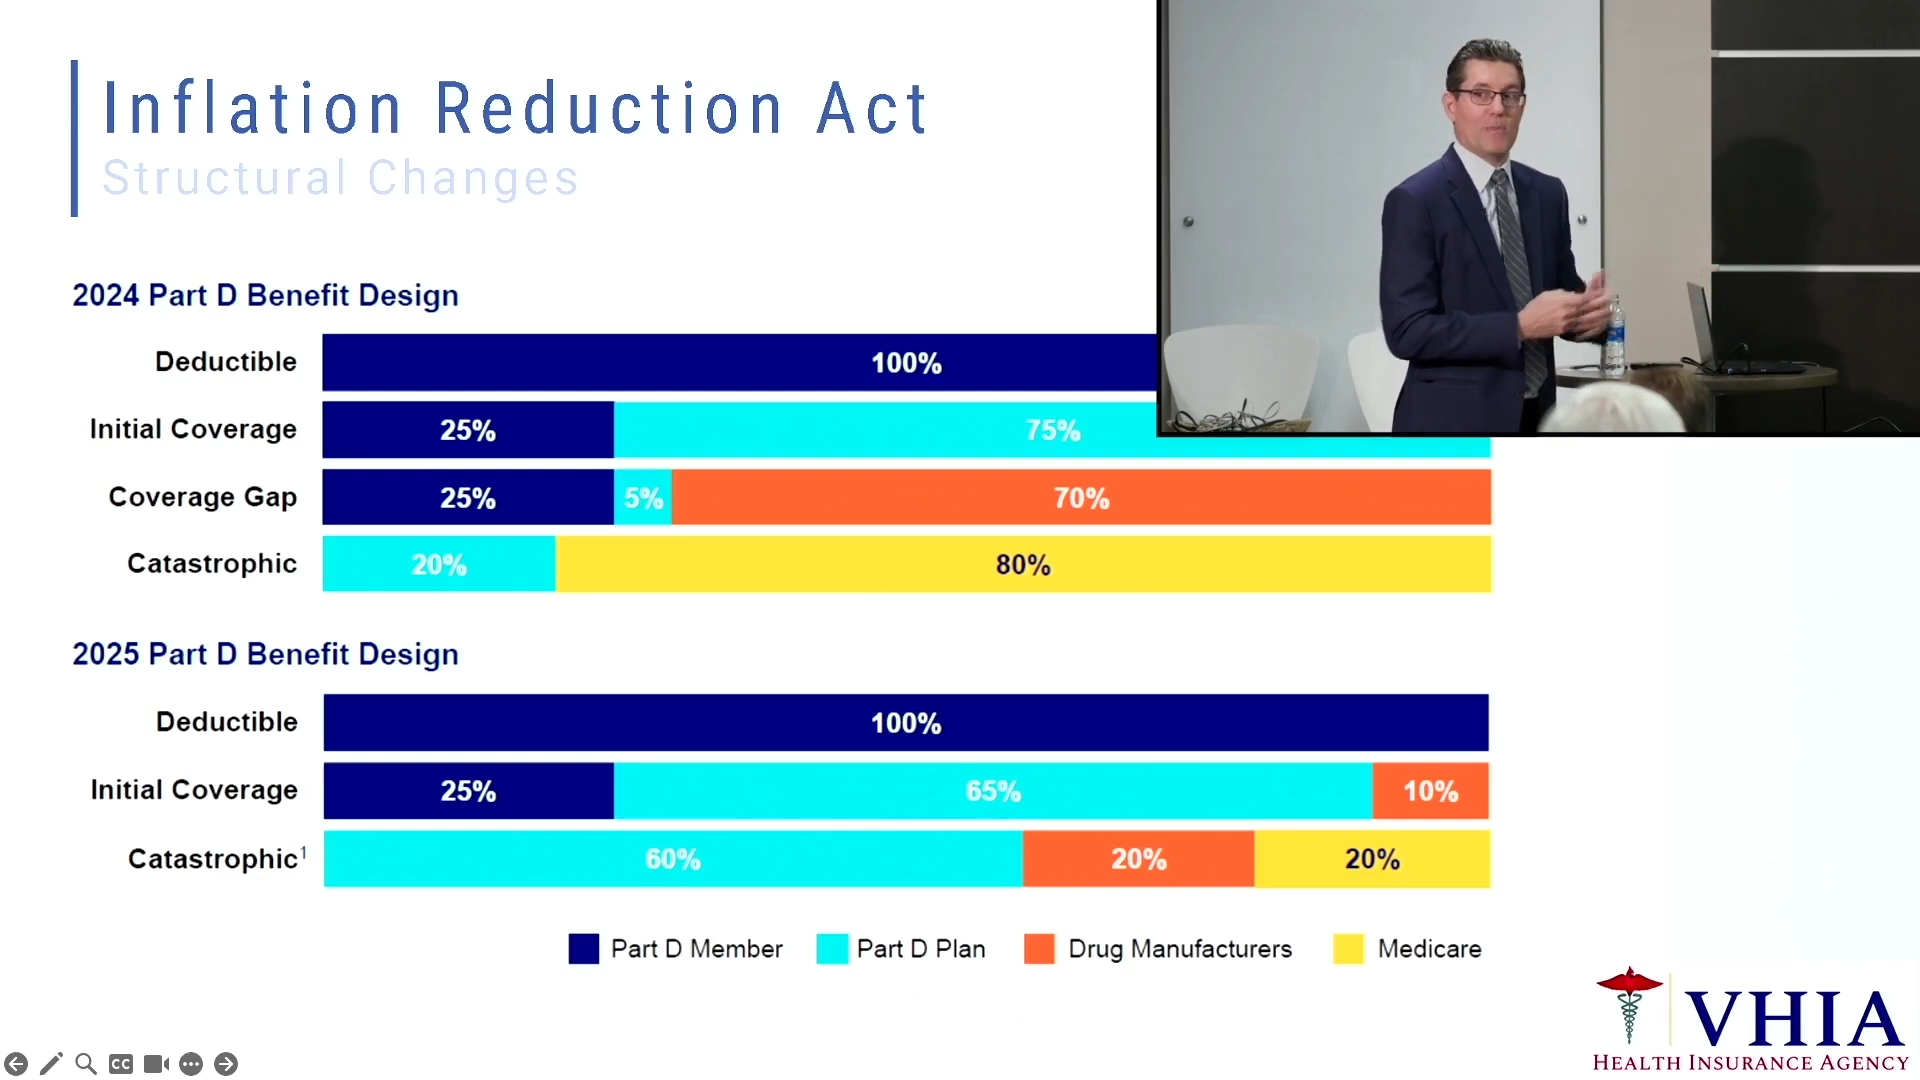 Inflation Reduction Act
Structural Changes
2024 Part D Benefit Design
Deductible 100%
Initial Coverage 25% 75%
Coverage Gap 25% 5% 70%
Catastrophic 20% 80%
2025 Part D Benefit Design
Deductible 100%
Initial Coverage 25% 65% 10%
Catastrophic¹ 60% 20% 20%
Part D Member Part D Plan Drug Manufacturers Medicare
VHIA
HEALTH INSURANCE AGENCY
CC